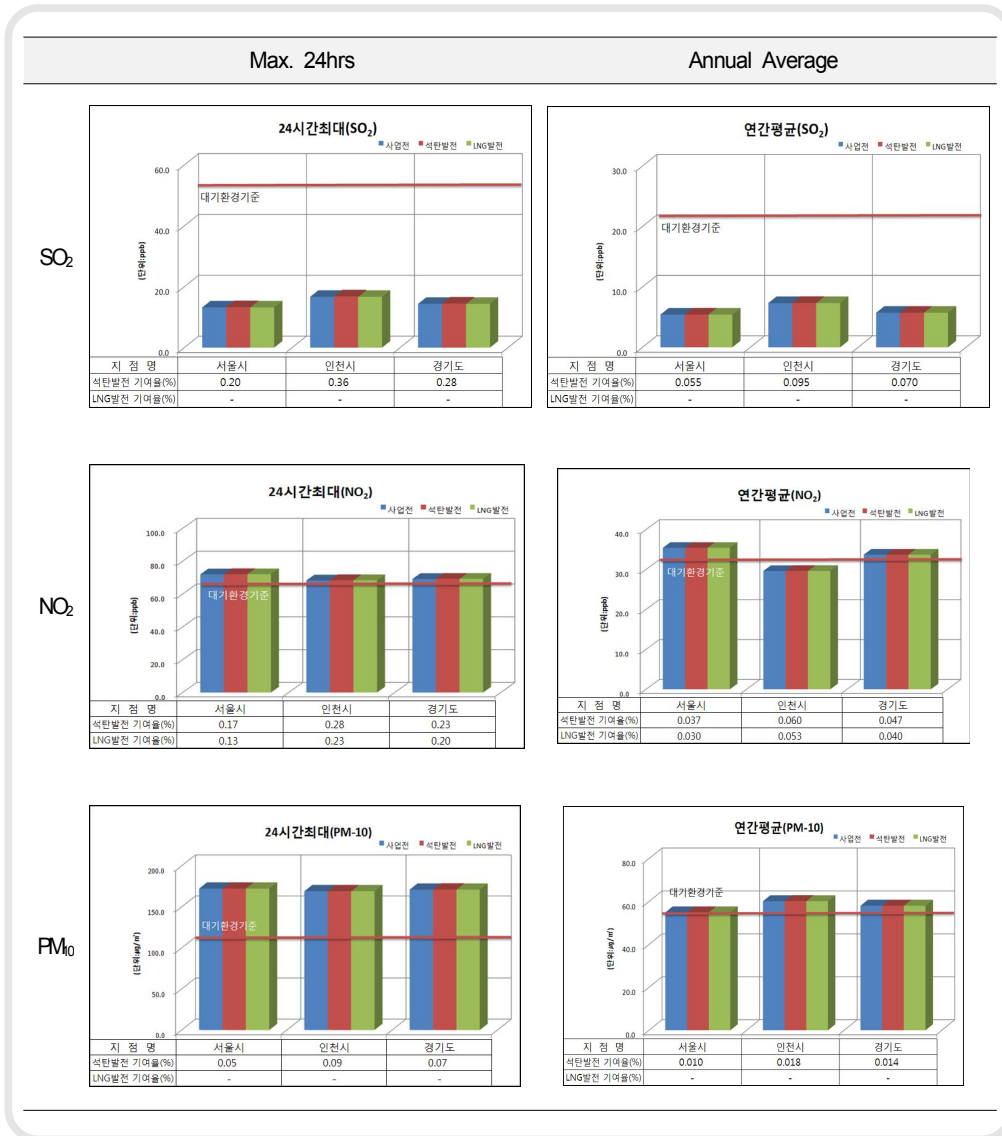 Max. 24hrs Annual Average
SO₂
24시간최대(SO₂)
사업전 석탄발전 LNG발전
60.0
대기환경기준
40.0
(단위:ppb)
20.0
0.0
지 점 명 서울시 인천시 경기도
석탄발전 기여율(%) 0.20 0.36 0.28
LNG발전 기여율(%) - - -
연간평균(SO₂)
사업전 석탄발전 LNG발전
30.0
대기환경기준
20.0
(단위:ppb)
10.0
0.0
지 점 명 서울시 인천시 경기도
석탄발전 기여율(%) 0.055 0.095 0.070
LNG발전 기여율(%) - - -
NO₂
24시간최대(NO₂)
사업전 석탄발전 LNG발전
100.0
80.0
대기환경기준
60.0
(단위:ppb)
40.0
20.0
0.0
지 점 명 서울시 인천시 경기도
석탄발전 기여율(%) 0.17 0.28 0.23
LNG발전 기여율(%) 0.13 0.23 0.20
연간평균(NO₂)
사업전 석탄발전 LNG발전
40.0
대기환경기준
30.0
(단위:ppb)
20.0
10.0
0.0
지 점 명 서울시 인천시 경기도
석탄발전 기여율(%) 0.037 0.060 0.047
LNG발전 기여율(%) 0.030 0.053 0.040
PM₁₀
24시간최대(PM-10)
사업전 석탄발전 LNG발전
200.0
150.0
대기환경기준
100.0
(단위:㎍/㎥)
50.0
0.0
지 점 명 서울시 인천시 경기도
석탄발전 기여율(%) 0.05 0.09 0.07
LNG발전 기여율(%) - - -
연간평균(PM-10)
사업전 석탄발전 LNG발전
80.0
대기환경기준
60.0
(단위:㎍/㎥)
40.0
20.0
0.0
지 점 명 서울시 인천시 경기도
석탄발전 기여율(%) 0.010 0.018 0.014
LNG발전 기여율(%) - - -